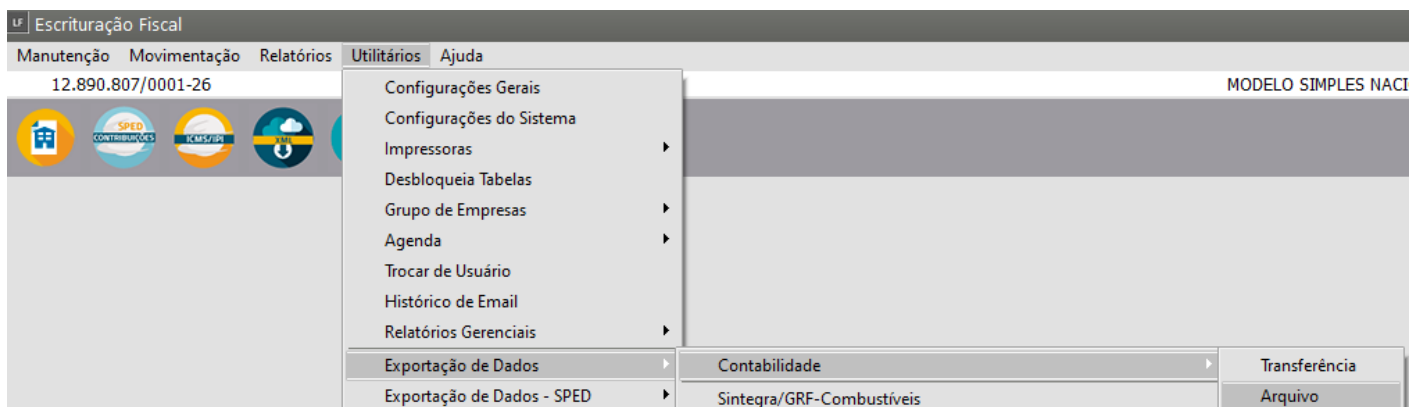 LF Escrituração Fiscal
Manutenção Movimentação Relatórios Utilitários Ajuda
12.890.807/0001-26 MODELO SIMPLES NACI
SPED CONTRIBUIÇÕES ICMS/IPI XML
Configurações Gerais
Configurações do Sistema
Impressoras
Desbloqueia Tabelas
Grupo de Empresas
Agenda
Trocar de Usuário
Histórico de Email
Relatórios Gerenciais
Exportação de Dados Contabilidade Transferência
Exportação de Dados - SPED Sintegra/GRF-Combustíveis Arquivo